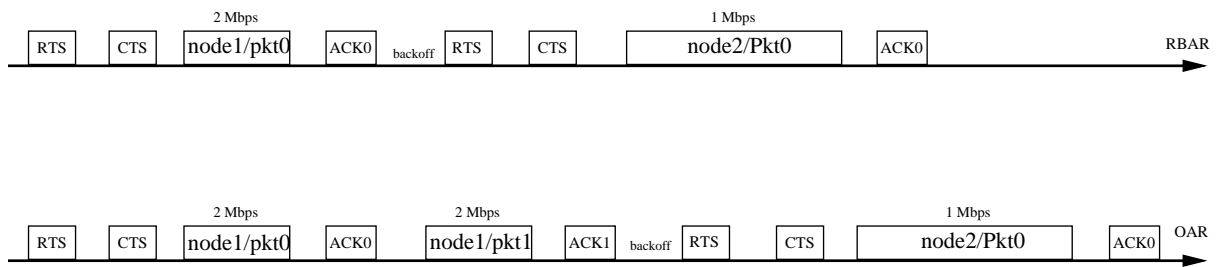 2 Mbps 1 Mbps
RTS CTS node1/pkt0 ACK0 backoff RTS CTS node2/Pkt0 ACK0 RBAR
2 Mbps 2 Mbps 1 Mbps
RTS CTS node1/pkt0 ACK0 node1/pkt1 ACK1 backoff RTS CTS node2/Pkt0 ACK0 OAR